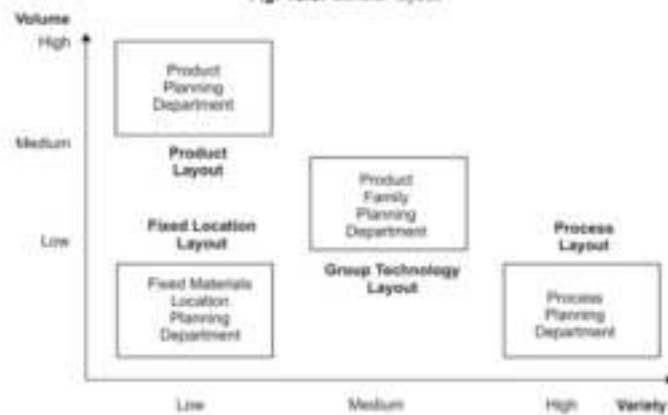 Volume
High
Product
Planning
Department
Medium
Product
Layout
Product
Family
Planning
Department
Fixed Location
Layout
Process
Layout
Low
Group Technology
Layout
Fixed Materials
Location
Planning
Department
Process
Planning
Department
Low
Medium
High
Variety